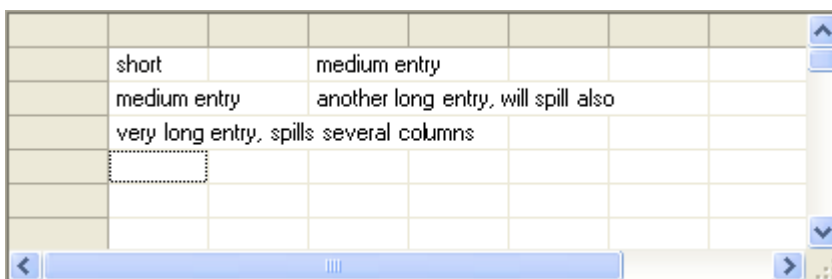 short medium entry
medium entry another long entry, will spill also
very long entry, spills several columns